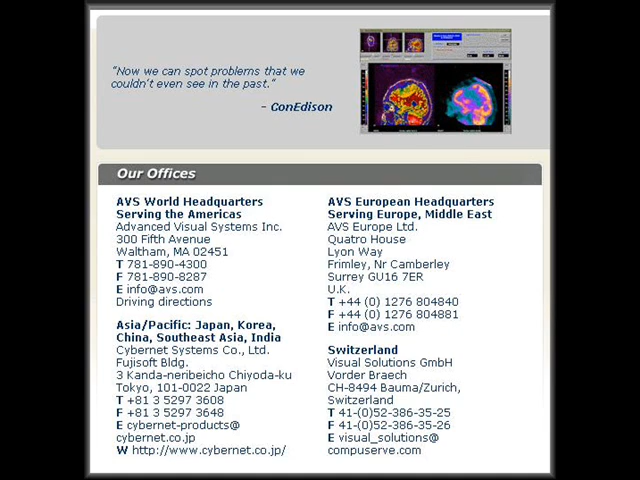 "Now we can spot problems that we
couldn't even see in the past."
– ConEdison
Our Offices
AVS World Headquarters
Serving the Americas
Advanced Visual Systems Inc.
300 Fifth Avenue
Waltham, MA 02451
T 781-890-4300
F 781-890-8287
E info@avs.com
Driving directions
Asia/Pacific: Japan, Korea,
China, Southeast Asia, India
Cybernet Systems Co., Ltd.
Fujisoft Bldg.
3 Kanda-neribeicho Chiyoda-ku
Tokyo, 101-0022 Japan
T +81 3 5297 3608
F +81 3 5297 3648
E cybernet-products@
cybernet.co.jp
W http://www.cybernet.co.jp/
AVS European Headquarters
Serving Europe, Middle East
AVS Europe Ltd.
Quatro House
Lyon Way
Frimley, Nr Camberley
Surrey GU16 7ER
U.K.
T +44 (0) 1276 804840
F +44 (0) 1276 804881
E info@avs.com
Switzerland
Visual Solutions GmbH
Vorder Braech
CH-8494 Bauma/Zurich,
Switzerland
T 41-(0)52-386-35-25
F 41-(0)52-386-35-26
E visual_solutions@
compuserve.com